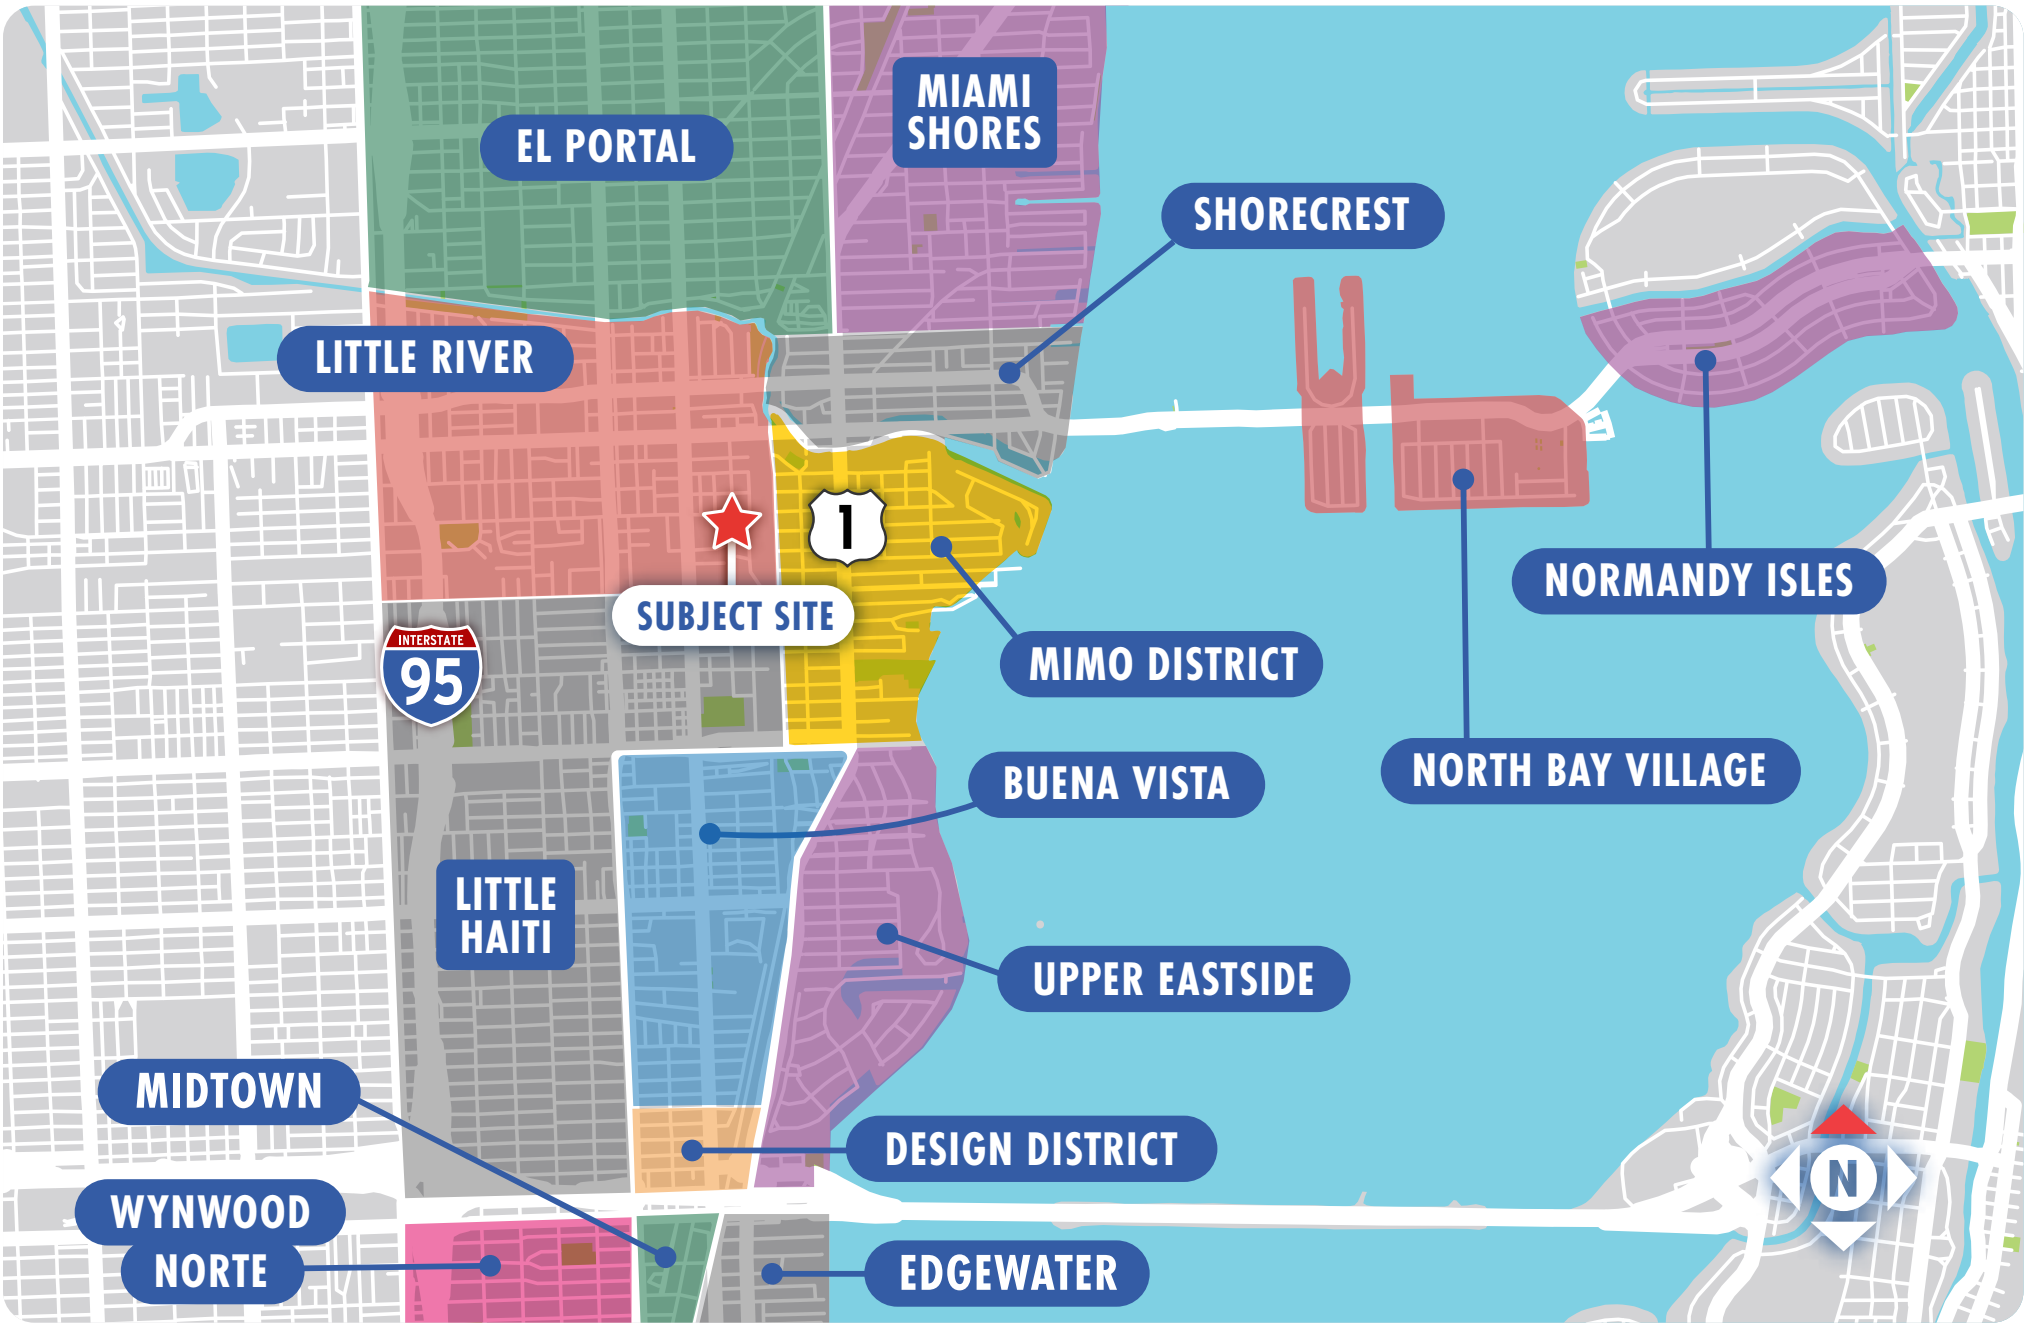 MIAMI
SHORES
EL PORTAL
SHORECREST
LITTLE RIVER
1
NORMANDY ISLES
SUBJECT SITE
INTERSTATE
95
MIMO DISTRICT
NORTH BAY VILLAGE
BUENA VISTA
LITTLE
HAITI
UPPER EASTSIDE
MIDTOWN
DESIGN DISTRICT
N
WYNWOOD
NORTE
EDGEWATER